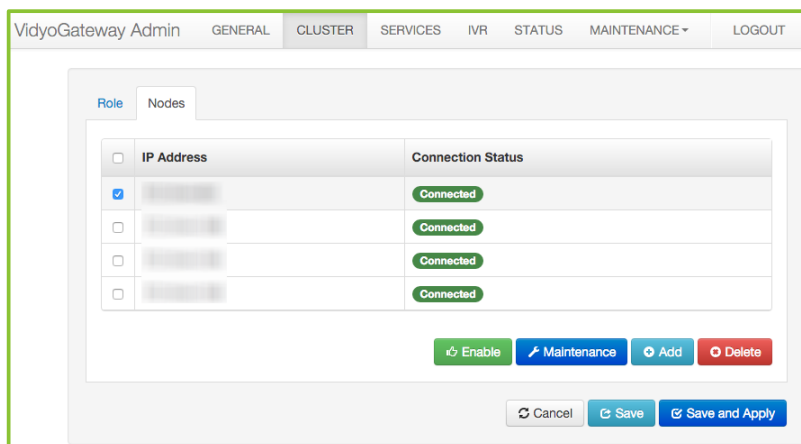 VidyoGateway Admin GENERAL CLUSTER SERVICES IVR STATUS MAINTENANCE LOGOUT
Role Nodes
IP Address Connection Status
Connected
Connected
Connected
Connected
Enable Maintenance Add Delete
Cancel Save Save and Apply